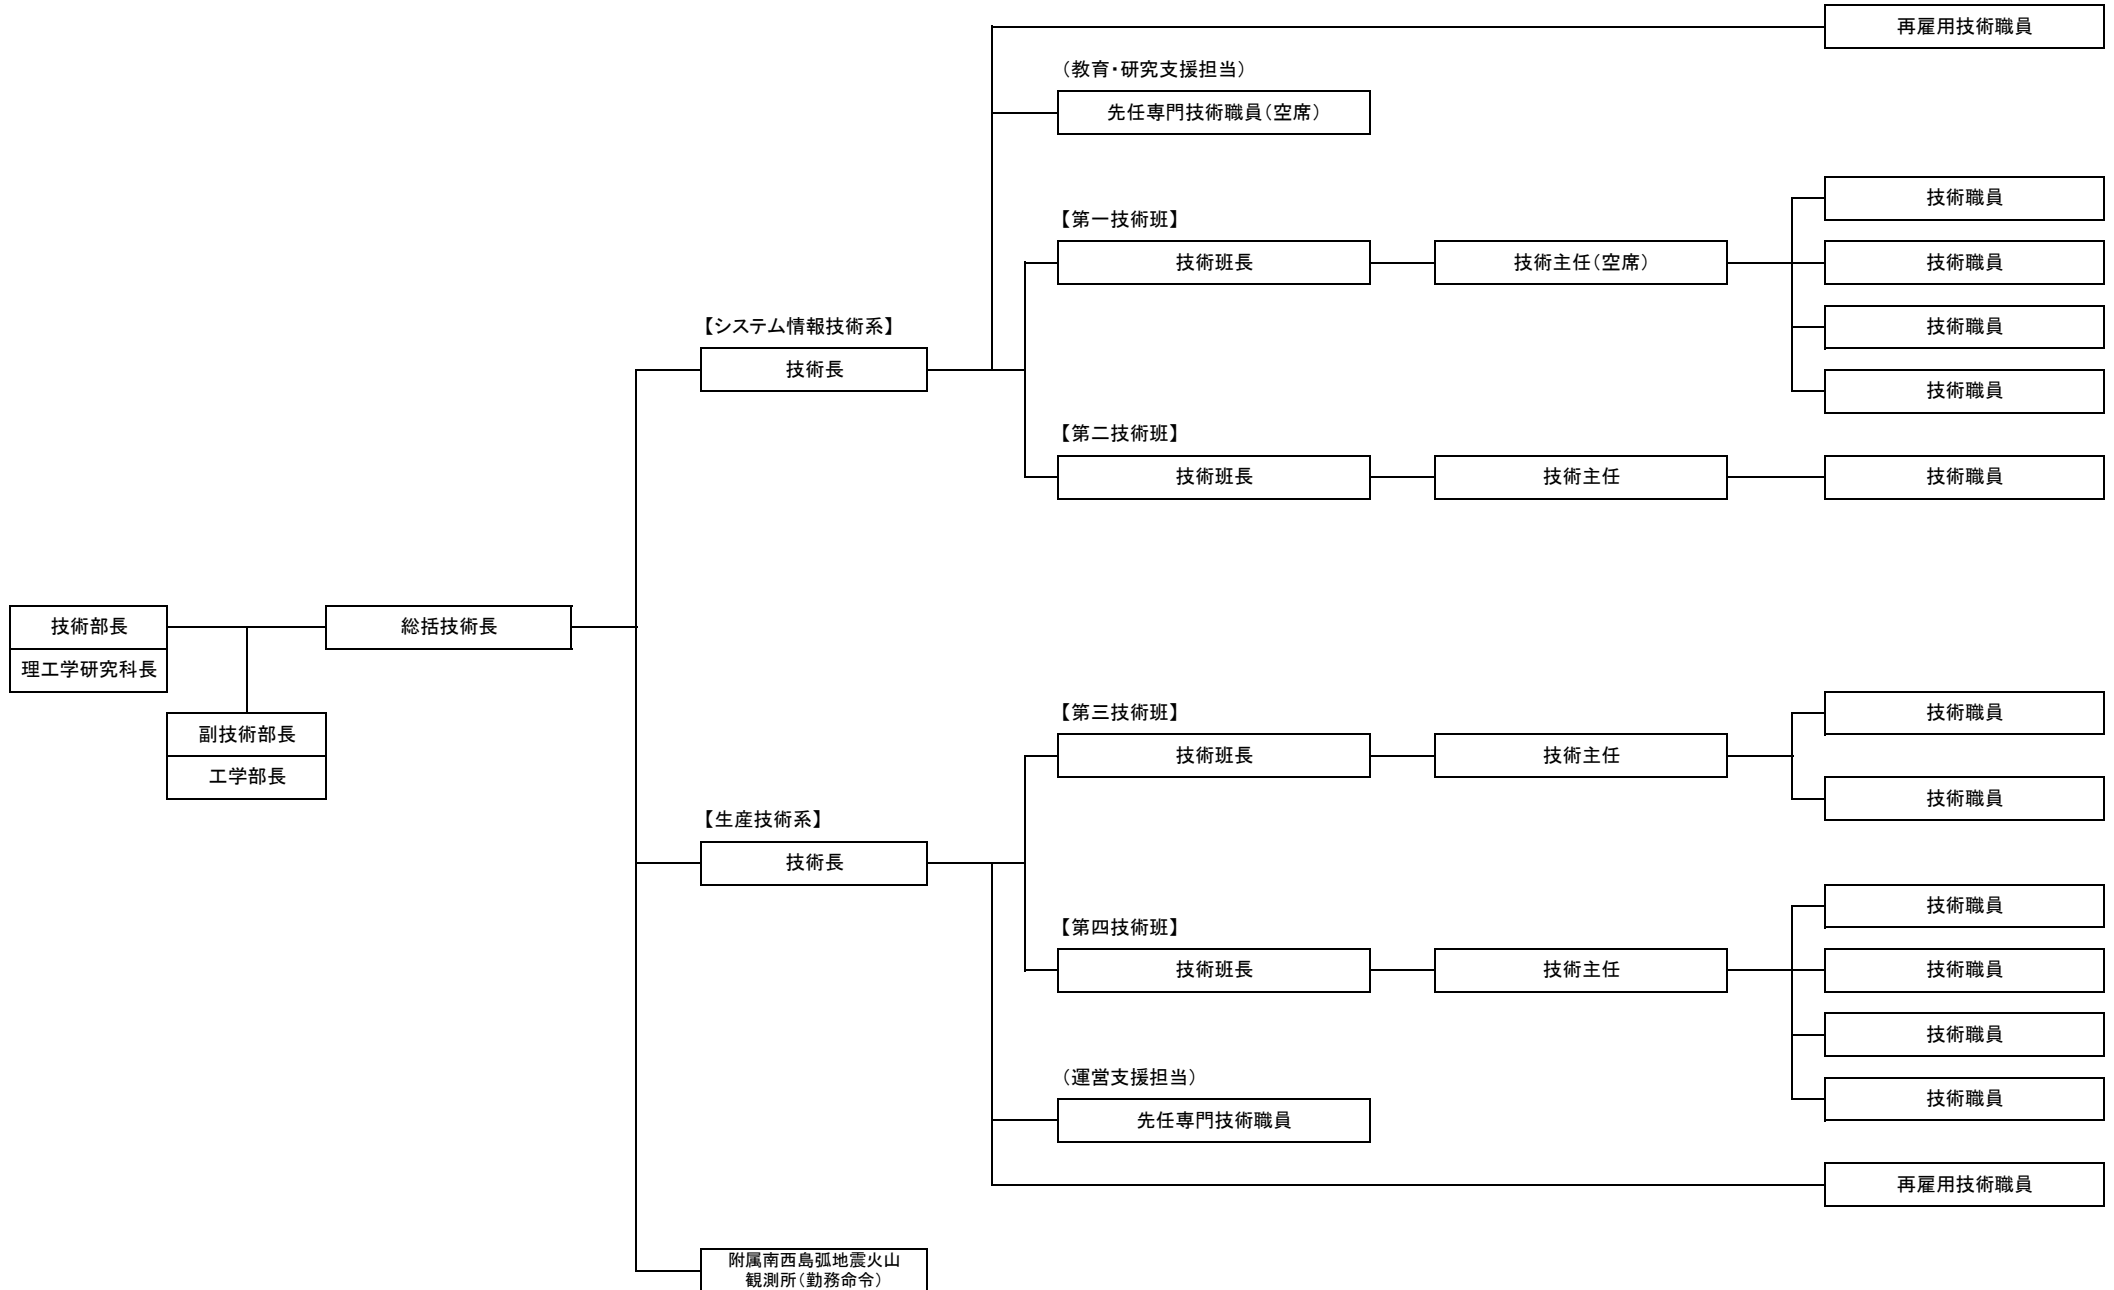 再雇用技術職員
（教育・研究支援担当）
先任専門技術職員（空席）
技術職員
【第一技術班】
技術班長
技術主任（空席）
技術職員
【システム情報技術系】
技術職員
技術長
技術職員
【第二技術班】
技術班長
技術主任
技術職員
技術部長
総括技術長
理工学研究科長
副技術部長
工学部長
【第三技術班】
技術職員
技術班長
技術主任
技術職員
【生産技術系】
技術長
技術職員
【第四技術班】
技術班長
技術主任
技術職員
技術職員
（運営支援担当）
技術職員
先任専門技術職員
再雇用技術職員
附属南西島弧地震火山
観測所（勤務命令）